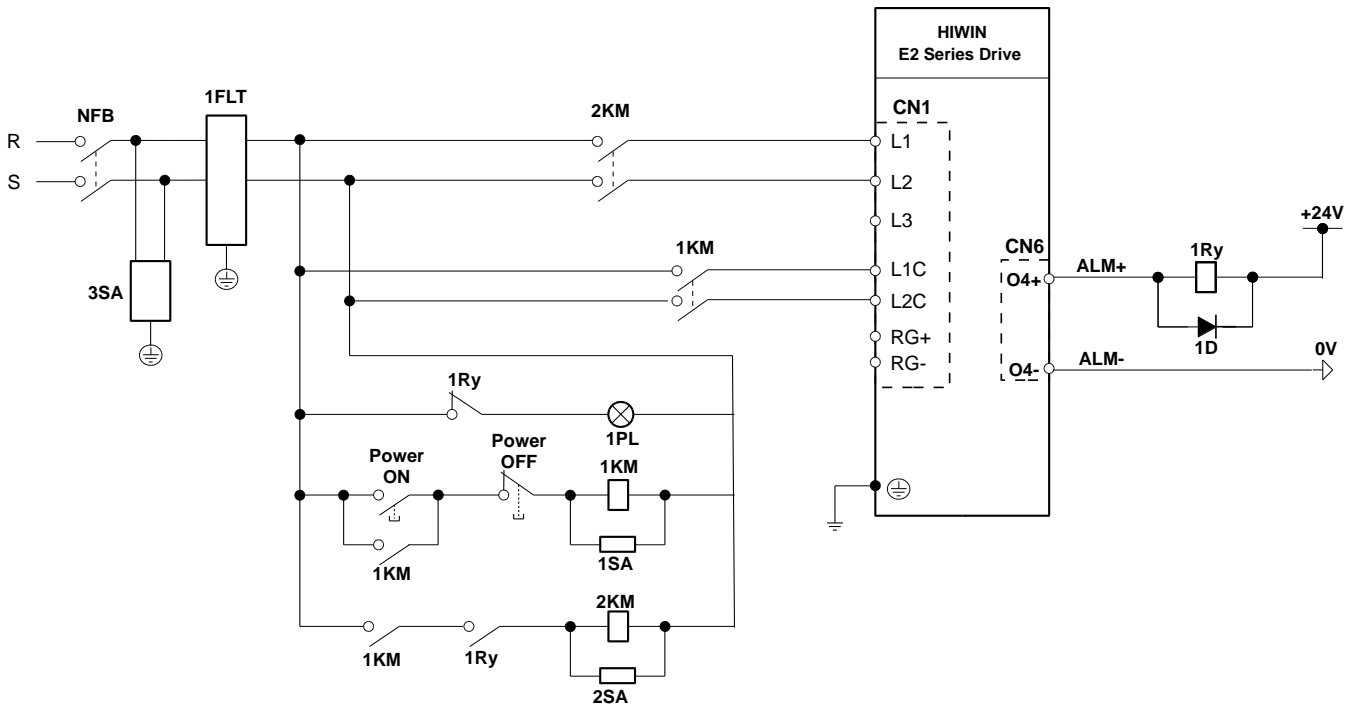 HIWIN
E2 Series Drive
1FLT
NFB
2KM
CN1
R
L1
S
L2
L3
+24V
1KM
CN6
1Ry
ALM+
L1C
O4+
3SA
L2C
RG+
1D
0V
RG-
O4-
ALM-
1Ry
1PL
Power
ON
Power
OFF
1KM
1SA
1KM
2KM
1KM
1Ry
2SA